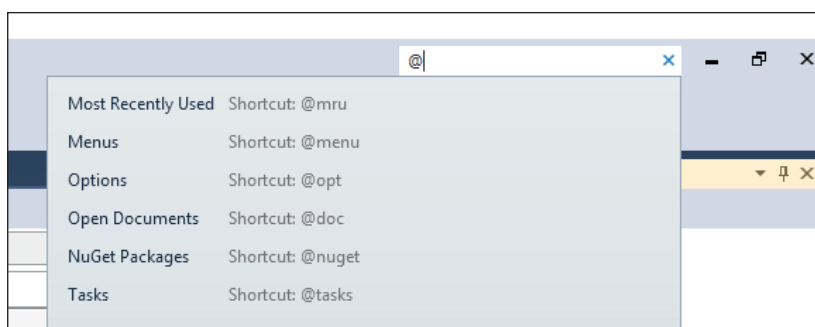 @
Most Recently Used Shortcut: @mru
Menus Shortcut: @menu
Options Shortcut: @opt
Open Documents Shortcut: @doc
NuGet Packages Shortcut: @nuget
Tasks Shortcut: @tasks